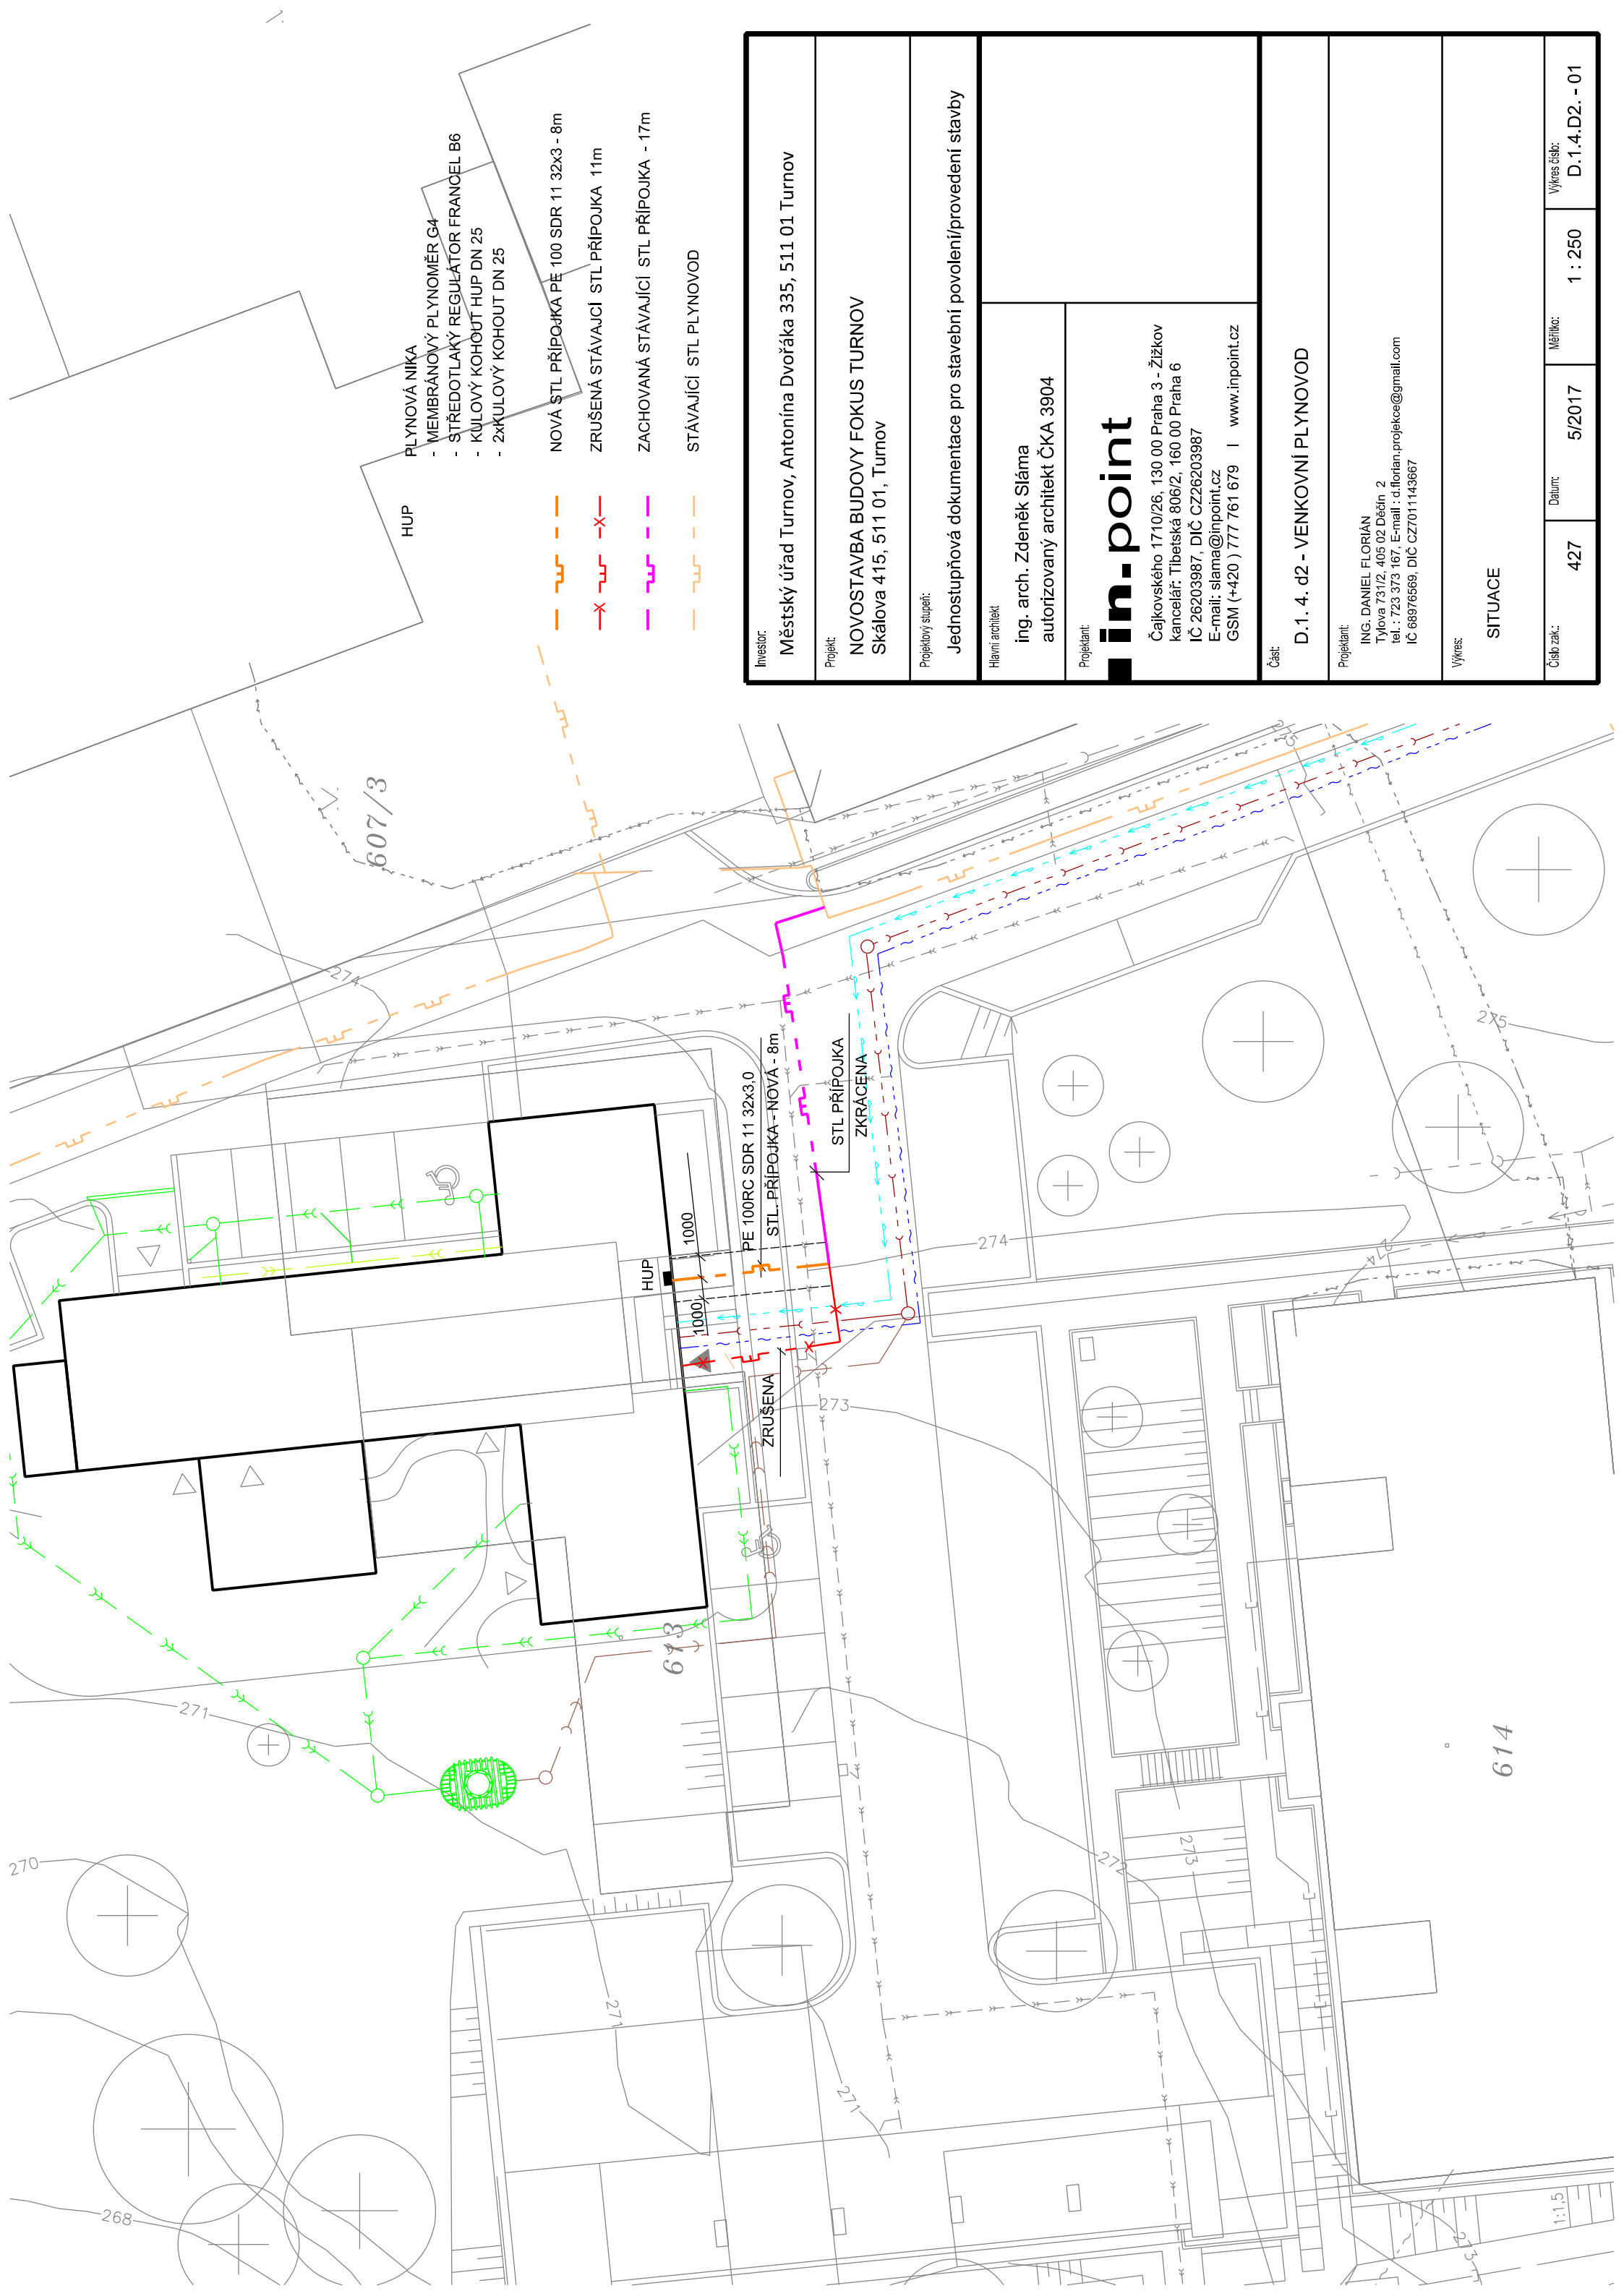 HUP
PLYNOVÁ NIKA
- MEMBRÁNOVÝ PLYNOMĚR G4
- STŘEDOTLAKÝ REGULÁTOR FRANCEL B6
- KULOVÝ KOHOUT HUP DN 25
- 2xKULOVÝ KOHOUT DN 25
NOVÁ STL PŘÍPOJKA PE 100 SDR 11 32x3 - 8m
ZRUŠENÁ STÁVAJCÍ STL PŘÍPOJKA 11m
ZACHOVANÁ STÁVAJÍCÍ STL PŘÍPOJKA - 17m
STÁVAJÍCÍ STL PLYNOVOD
Investor:
Městský úřad Turnov, Antonína Dvořáka 335, 511 01 Turnov
Projekt:
NOVOSTAVBA BUDOVY FOKUS TURNOV
Skálova 415, 511 01, Turnov
Projektový stupeň:
Jednostupňová dokumentace pro stavební povolení/provedení stavby
Hlavní architekt
ing. arch. Zdeněk Sláma
autorizovaný architekt ČKA 3904
Projektant:
in.point
Čajkovského 1710/26, 130 00 Praha 3 - Žižkov
kancelář: Tibetská 806/2, 160 00 Praha 6
IČ 26203987, DIČ CZ26203987
E-mail: slama@inpoint.cz
GSM (+420 ) 777 761 679 I www.inpoint.cz
Část:
D.1. 4. d2 - VENKOVNÍ PLYNOVOD
Projektant:
ING. DANIEL FLORIÁN
Tylova 731/2, 405 02 Děčín 2
tel. : 723 373 167, E-mail : d.florian.projekce@gmail.com
IČ 68976569, DIČ CZ7011143667
Výkres:
SITUACE
Číslo zak.:
427
Datum:
5/2017
Měřítko:
1 : 250
Výkres číslo:
D.1.4.D2. - 01
607/3
274
HUP
1000
1000
PE 100RC SDR 11 32x3,0
STL. PŘÍPOJKA - NOVÁ - 8m
STL PŘÍPOJKA
ZKRÁCENA
ZRUŠENA
275
275
274
274
273
613
614
271
270
272
273
271
271
268
273
1:1,5